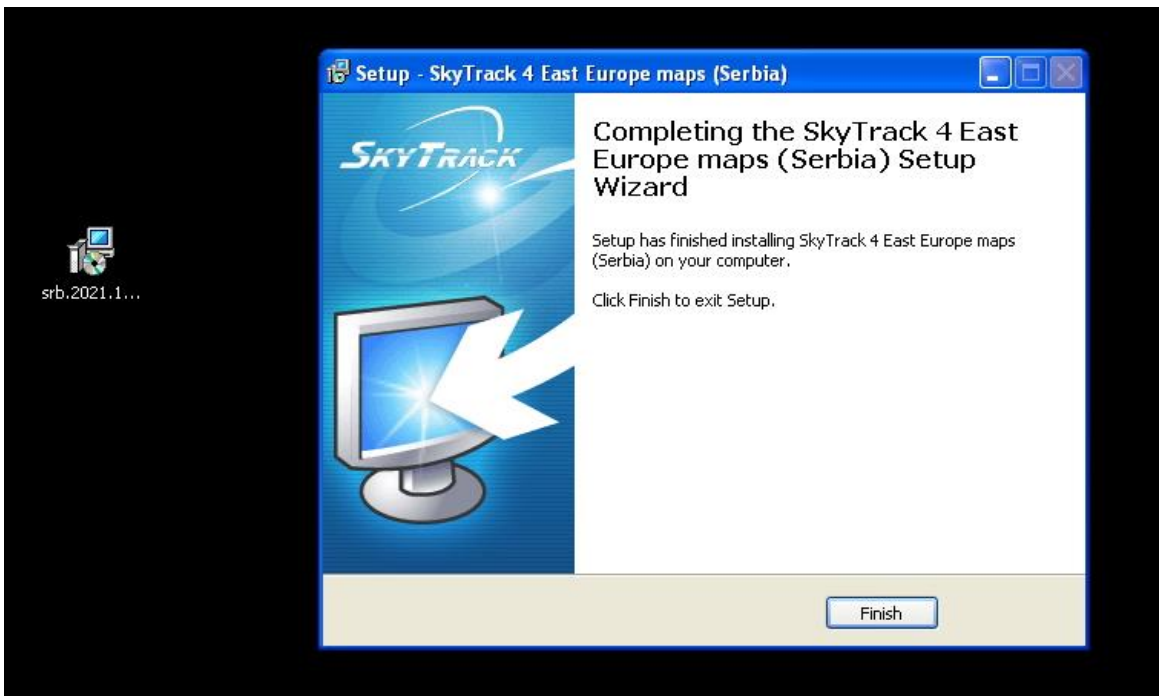 Setup - SkyTrack 4 East Europe maps (Serbia)
SKYTRACK
Completing the SkyTrack 4 East
Europe maps (Serbia) Setup
Wizard
Setup has finished installing SkyTrack 4 East Europe maps
(Serbia) on your computer.
Click Finish to exit Setup.
srb.2021.1...
Finish